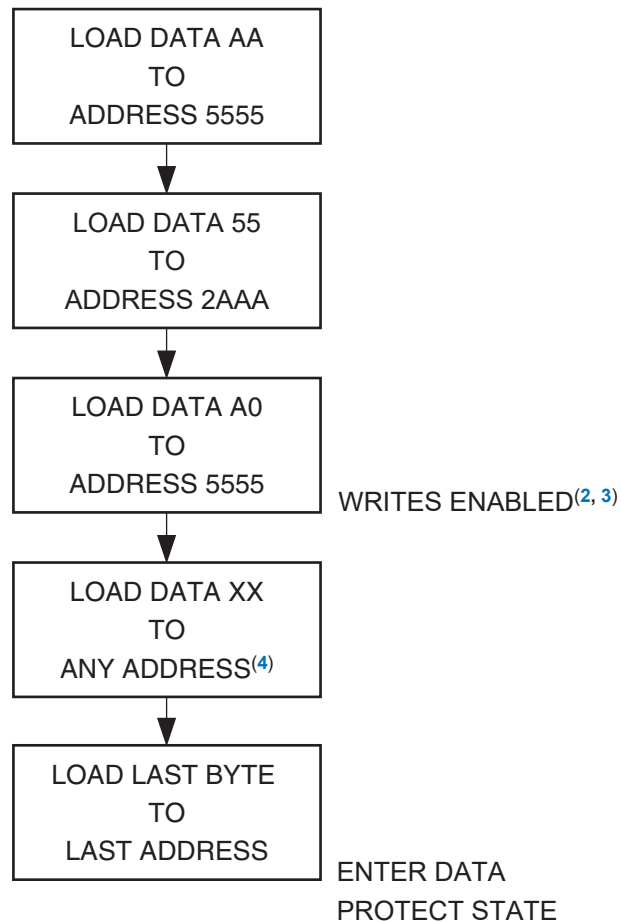 LOAD DATA AA
TO
ADDRESS 5555
LOAD DATA 55
TO
ADDRESS 2AAA
LOAD DATA A0
TO
ADDRESS 5555
WRITES ENABLED(2, 3)
LOAD DATA XX
TO
ANY ADDRESS(4)
LOAD LAST BYTE
TO
LAST ADDRESS
ENTER DATA
PROTECT STATE